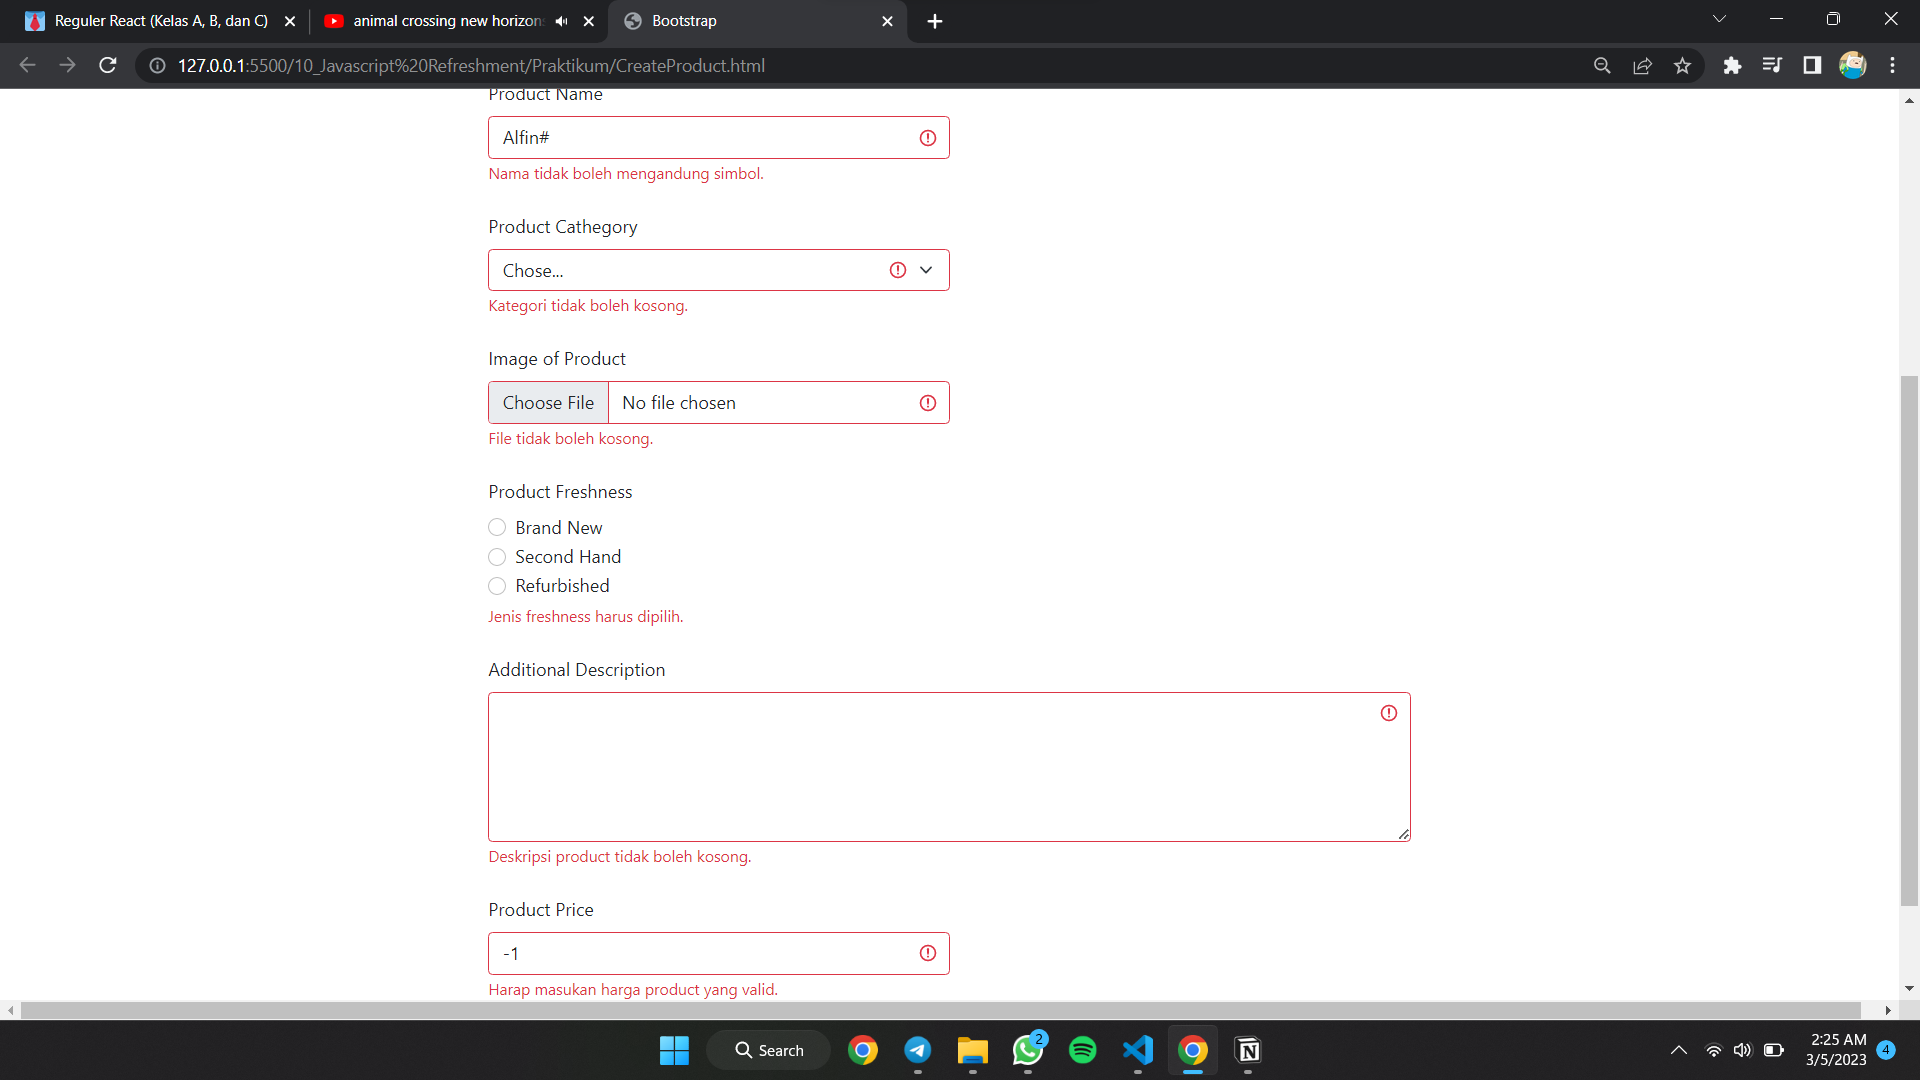 Reguler React (Kelas A, B, dan C)
animal crossing new horizons
Bootstrap
127.0.0.1:5500/10_Javascript%20Refreshment/Praktikum/CreateProduct.html
Product Name
Alfin#
Nama tidak boleh mengandung simbol.
Product Cathegory
Chose...
Kategori tidak boleh kosong.
Image of Product
Choose File No file chosen
File tidak boleh kosong.
Product Freshness
Brand New
Second Hand
Refurbished
Jenis freshness harus dipilih.
Additional Description
Deskripsi product tidak boleh kosong.
Product Price
-1
Harap masukan harga product yang valid.
Search
2
2:25 AM
3/5/2023
4